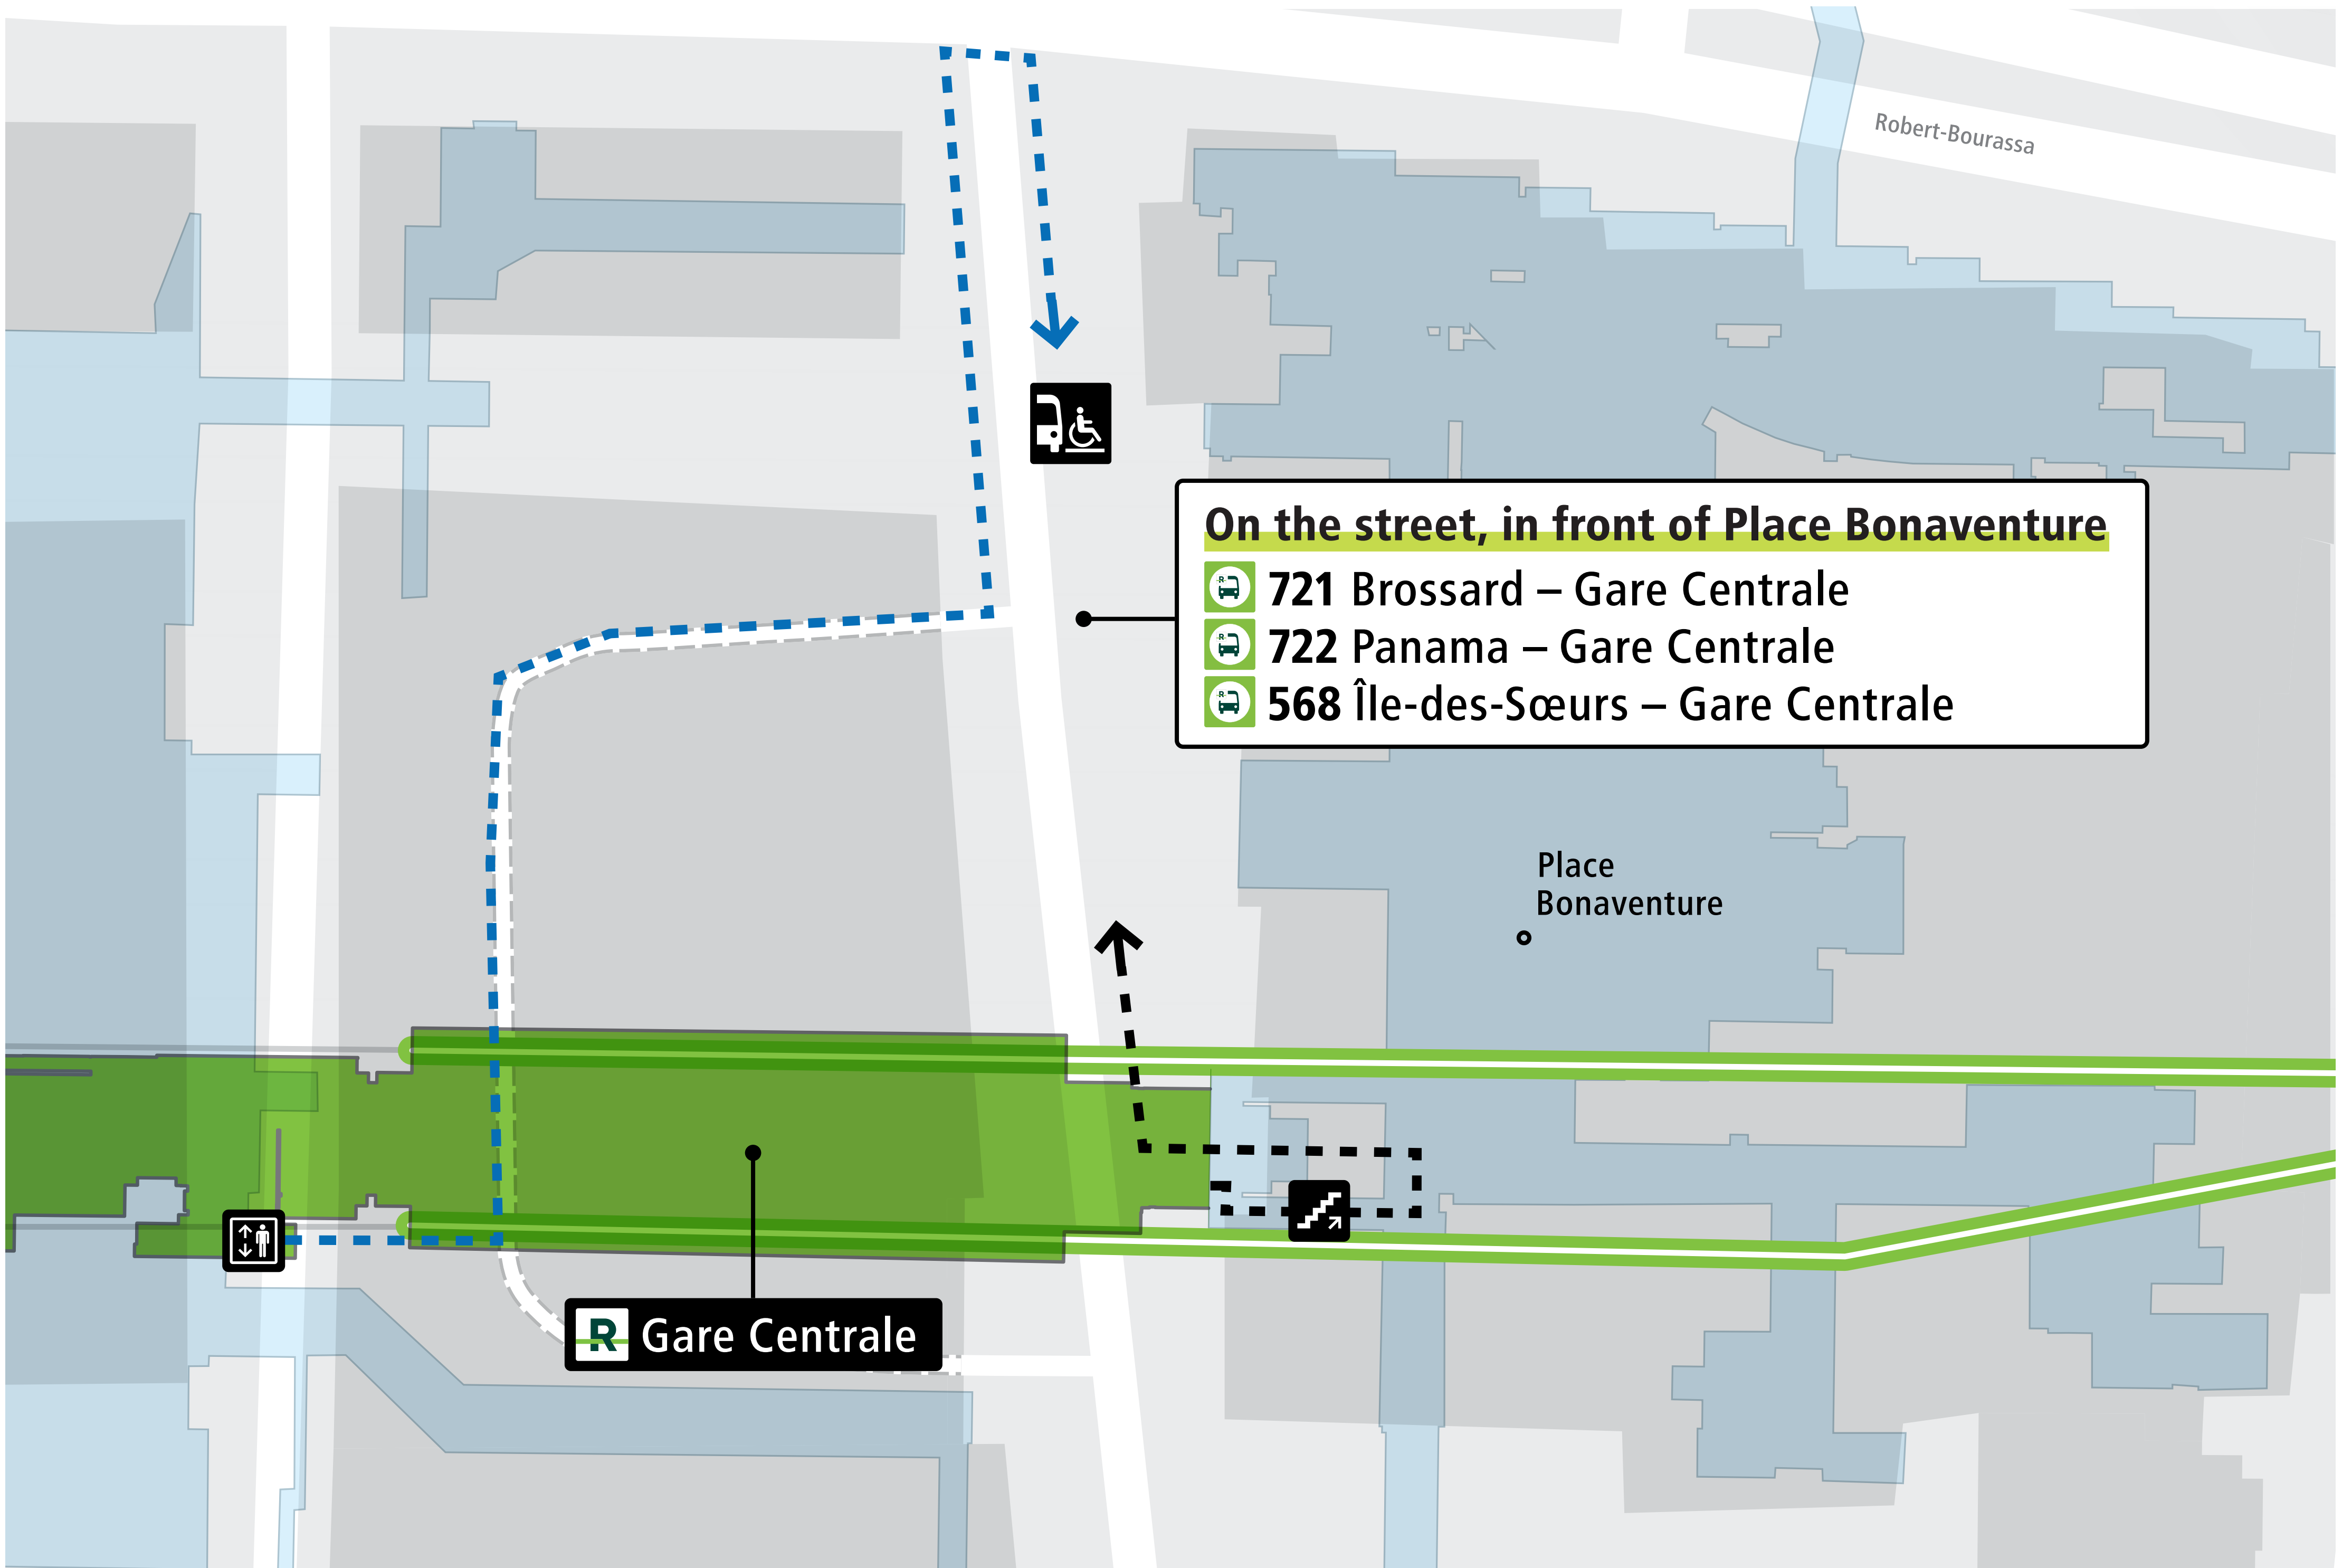 Robert-Bourassa
On the street, in front of Place Bonaventure
R 721 Brossard – Gare Centrale
R 722 Panama – Gare Centrale
R 568 Île-des-Sœurs – Gare Centrale
Place
Bonaventure
R Gare Centrale